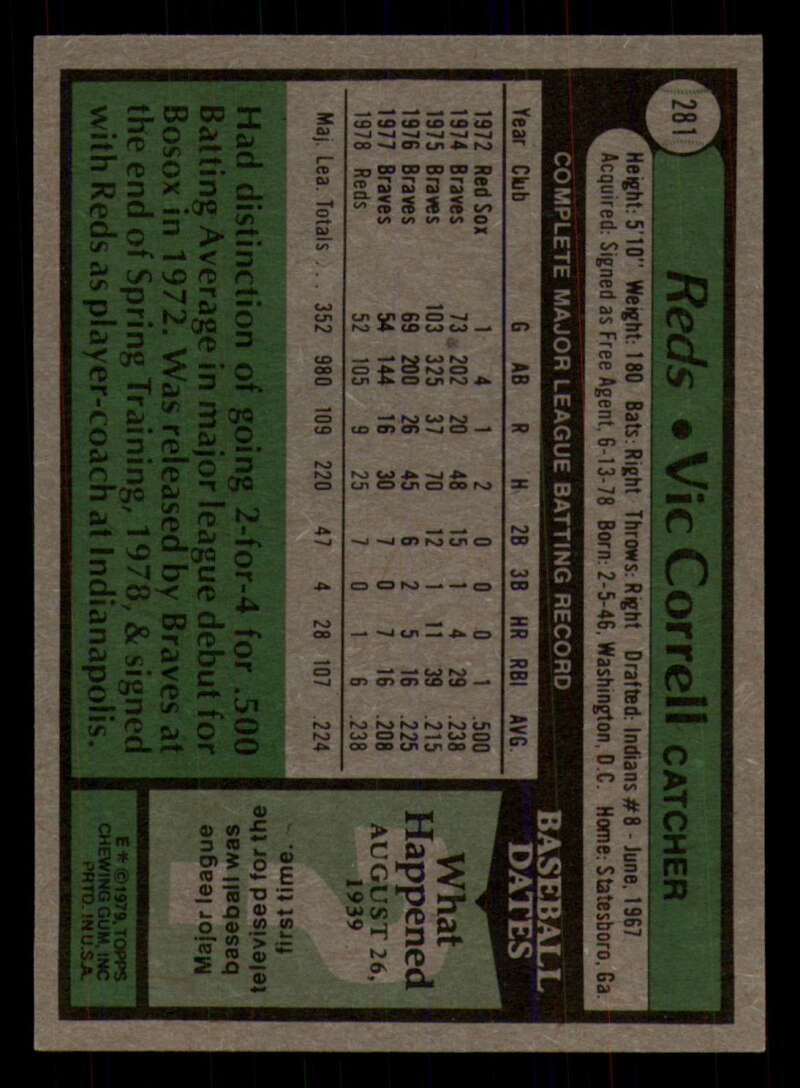 281
Reds • Vic Correll CATCHER
Height: 5'10" Weight: 180 Bats: Right Throws: Right Drafted: Indians #8 - June, 1967
Acquired: Signed as Free Agent, 6-13-78 Born: 2-5-46, Washington, D.C. Home: Statesboro, Ga.
COMPLETE MAJOR LEAGUE BATTING RECORD
Year Club G AB R H 2B 3B HR RBI AVG.
1972 Red Sox 1 4 1 2 0 0 0 1 .500
1974 Braves 73 202 20 48 15 1 4 29 .238
1975 Braves 103 325 37 70 12 1 11 39 .215
1976 Braves 69 200 26 45 6 2 5 16 .225
1977 Braves 54 144 16 30 7 0 7 16 .208
1978 Reds 52 105 9 25 7 0 1 6 .238
Maj. Lea. Totals . . . 352 980 109 220 47 4 28 107 .224
Had distinction of going 2-for-4 for .500
Batting Average in major league debut for
Bosox in 1972. Was released by Braves at
the end of Spring Training, 1978, & signed
with Reds as player-coach at Indianapolis.
BASEBALL
DATES
What
Happened
AUGUST 26,
1939
Major league
baseball was
televised for the
first time.
E * © 1979, TOPPS
CHEWING GUM, INC
PRTD. IN U.S.A.